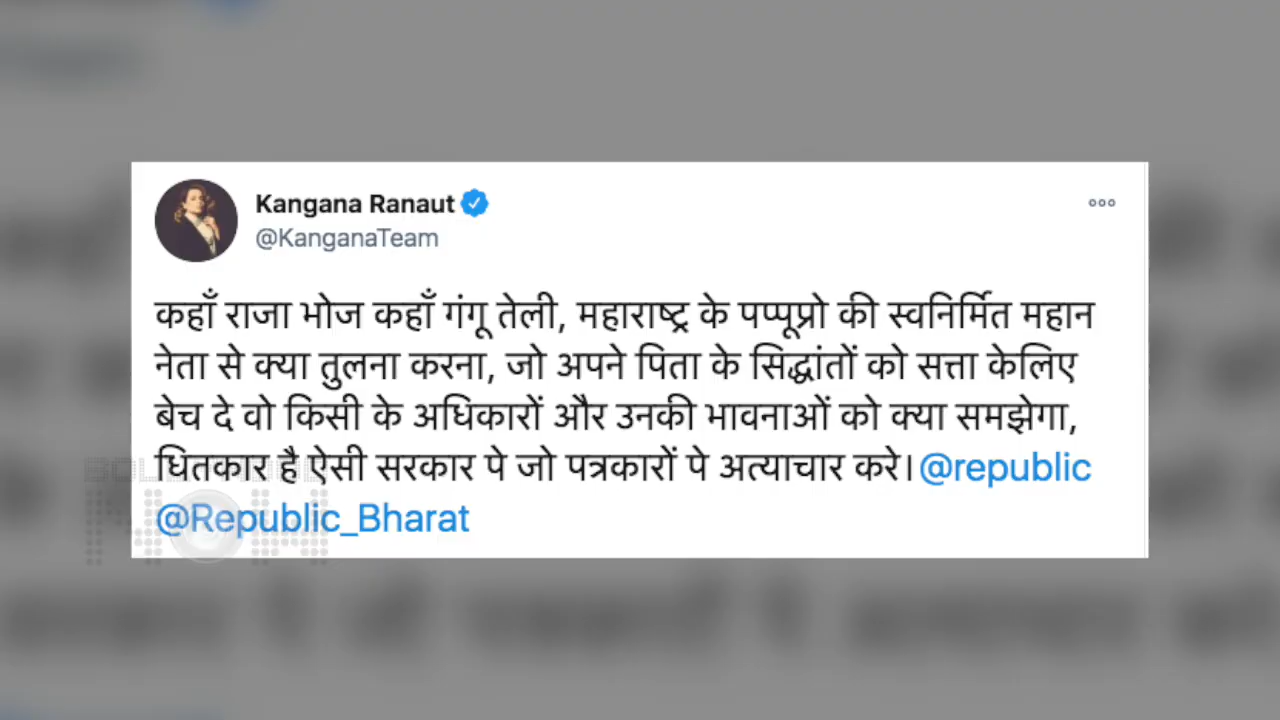 Kangana Ranaut
@KanganaTeam
कहाँ राजा भोज कहाँ गंगू तेली, महाराष्ट्र के पप्पूप्रो की स्वनिर्मित महान
नेता से क्या तुलना करना, जो अपने पिता के सिद्धांतों को सत्ता केलिए
बेच दे वो किसी के अधिकारों और उनकी भावनाओं को क्या समझेगा,
धितकार है ऐसी सरकार पे जो पत्रकारों पे अत्याचार करे। @republic
@Republic_Bharat